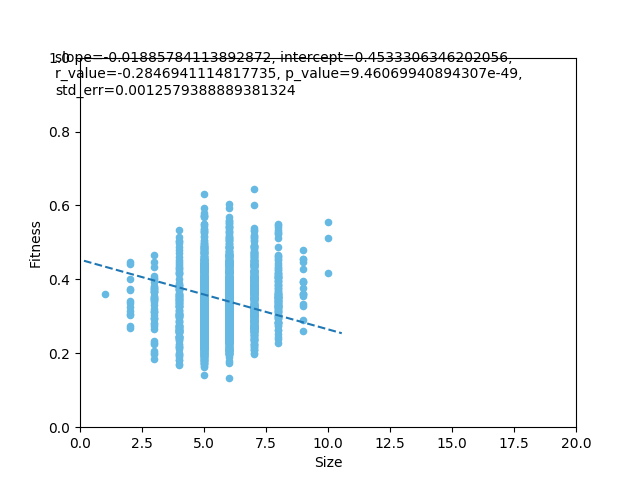 slope=-0.01885784113892872, intercept=0.4533306346202056,
r_value=-0.2846941114817735, p_value=9.46069940894307e-49,
std_err=0.0012579388889381324
1.0
0.8
0.6
0.4
0.2
0.0
Fitness
0.0 2.5 5.0 7.5 10.0 12.5 15.0 17.5 20.0
Size